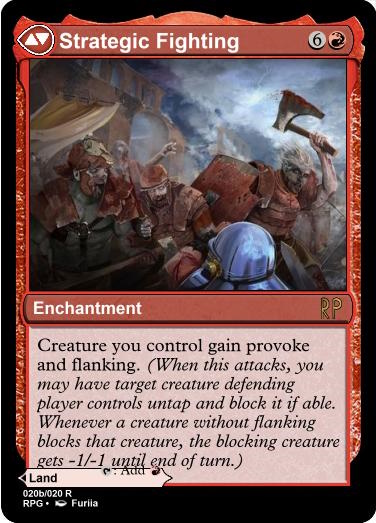 Strategic Fighting 6
Enchantment RP
Creature you control gain provoke
and flanking. (When this attacks, you
may have target creature defending
player controls untap and block it if able.
Whenever a creature without flanking
blocks that creature, the blocking creature
gets -1/-1 until end of turn.)
Land : Add
020b/020 R
RPG • Furiia